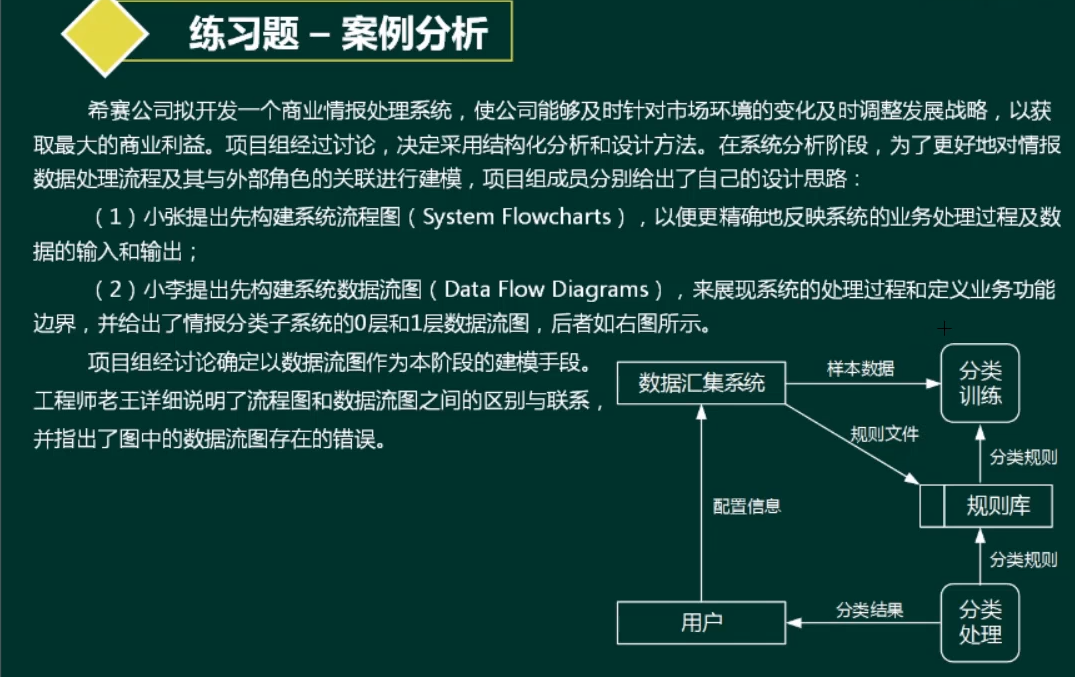 练习题 – 案例分析
希赛公司拟开发一个商业情报处理系统，使公司能够及时针对市场环境的变化及时调整发展战略，以获
取最大的商业利益。项目组经过讨论，决定采用结构化分析和设计方法。在系统分析阶段，为了更好地对情报
数据处理流程及其与外部角色的关联进行建模，项目组成员分别给出了自己的设计思路：
（1）小张提出先构建系统流程图（System Flowcharts），以便更精确地反映系统的业务处理过程及数
据的输入和输出；
（2）小李提出先构建系统数据流图（Data Flow Diagrams），来展现系统的处理过程和定义业务功能
边界，并给出了情报分类子系统的0层和1层数据流图，后者如右图所示。
项目组经讨论确定以数据流图作为本阶段的建模手段。
工程师老王详细说明了流程图和数据流图之间的区别与联系，
并指出了图中的数据流图存在的错误。
数据汇集系统
样本数据
分类
训练
规则文件
分类规则
配置信息
规则库
分类规则
用户
分类结果
分类
处理